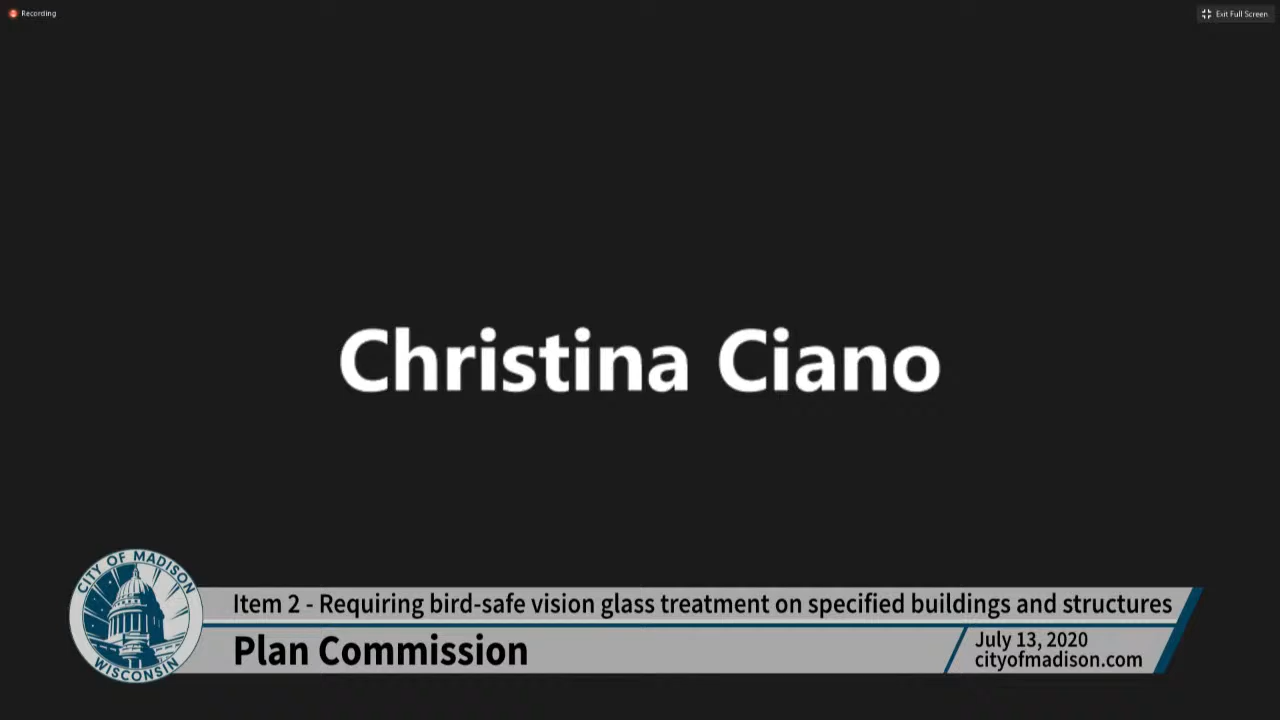 Recording
Exit Full Screen
Christina Ciano
CITY OF MADISON
WISCONSIN
Item 2 - Requiring bird-safe vision glass treatment on specified buildings and structures
Plan Commission
July 13, 2020
cityofmadison.com